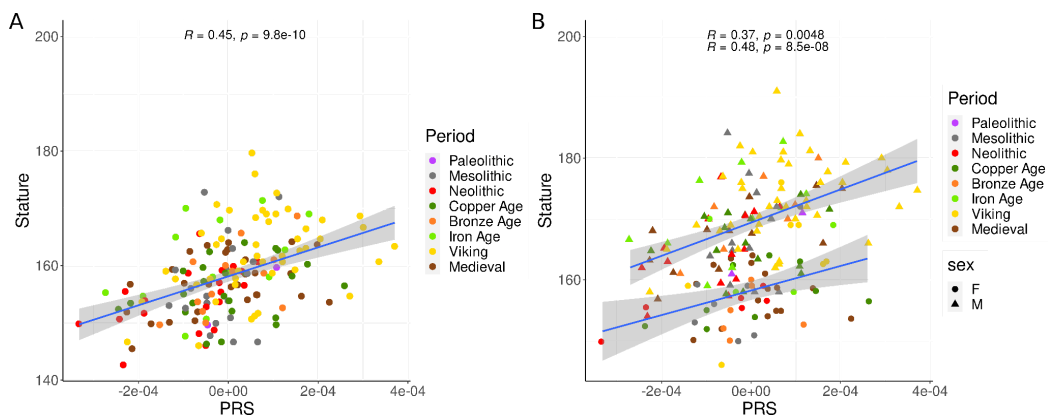 A
R = 0.45, p = 9.8e-10
Stature
200
180
160
140
-2e-04
0e+00
2e-04
4e-04
PRS
Period
Paleolithic
Mesolithic
Neolithic
Copper Age
Bronze Age
Iron Age
Viking
Medieval
B
R = 0.37, p = 0.0048
R = 0.48, p = 8.5e-08
Stature
200
180
160
-2e-04
0e+00
2e-04
4e-04
PRS
Period
Paleolithic
Mesolithic
Neolithic
Copper Age
Bronze Age
Iron Age
Viking
Medieval
sex
F
M